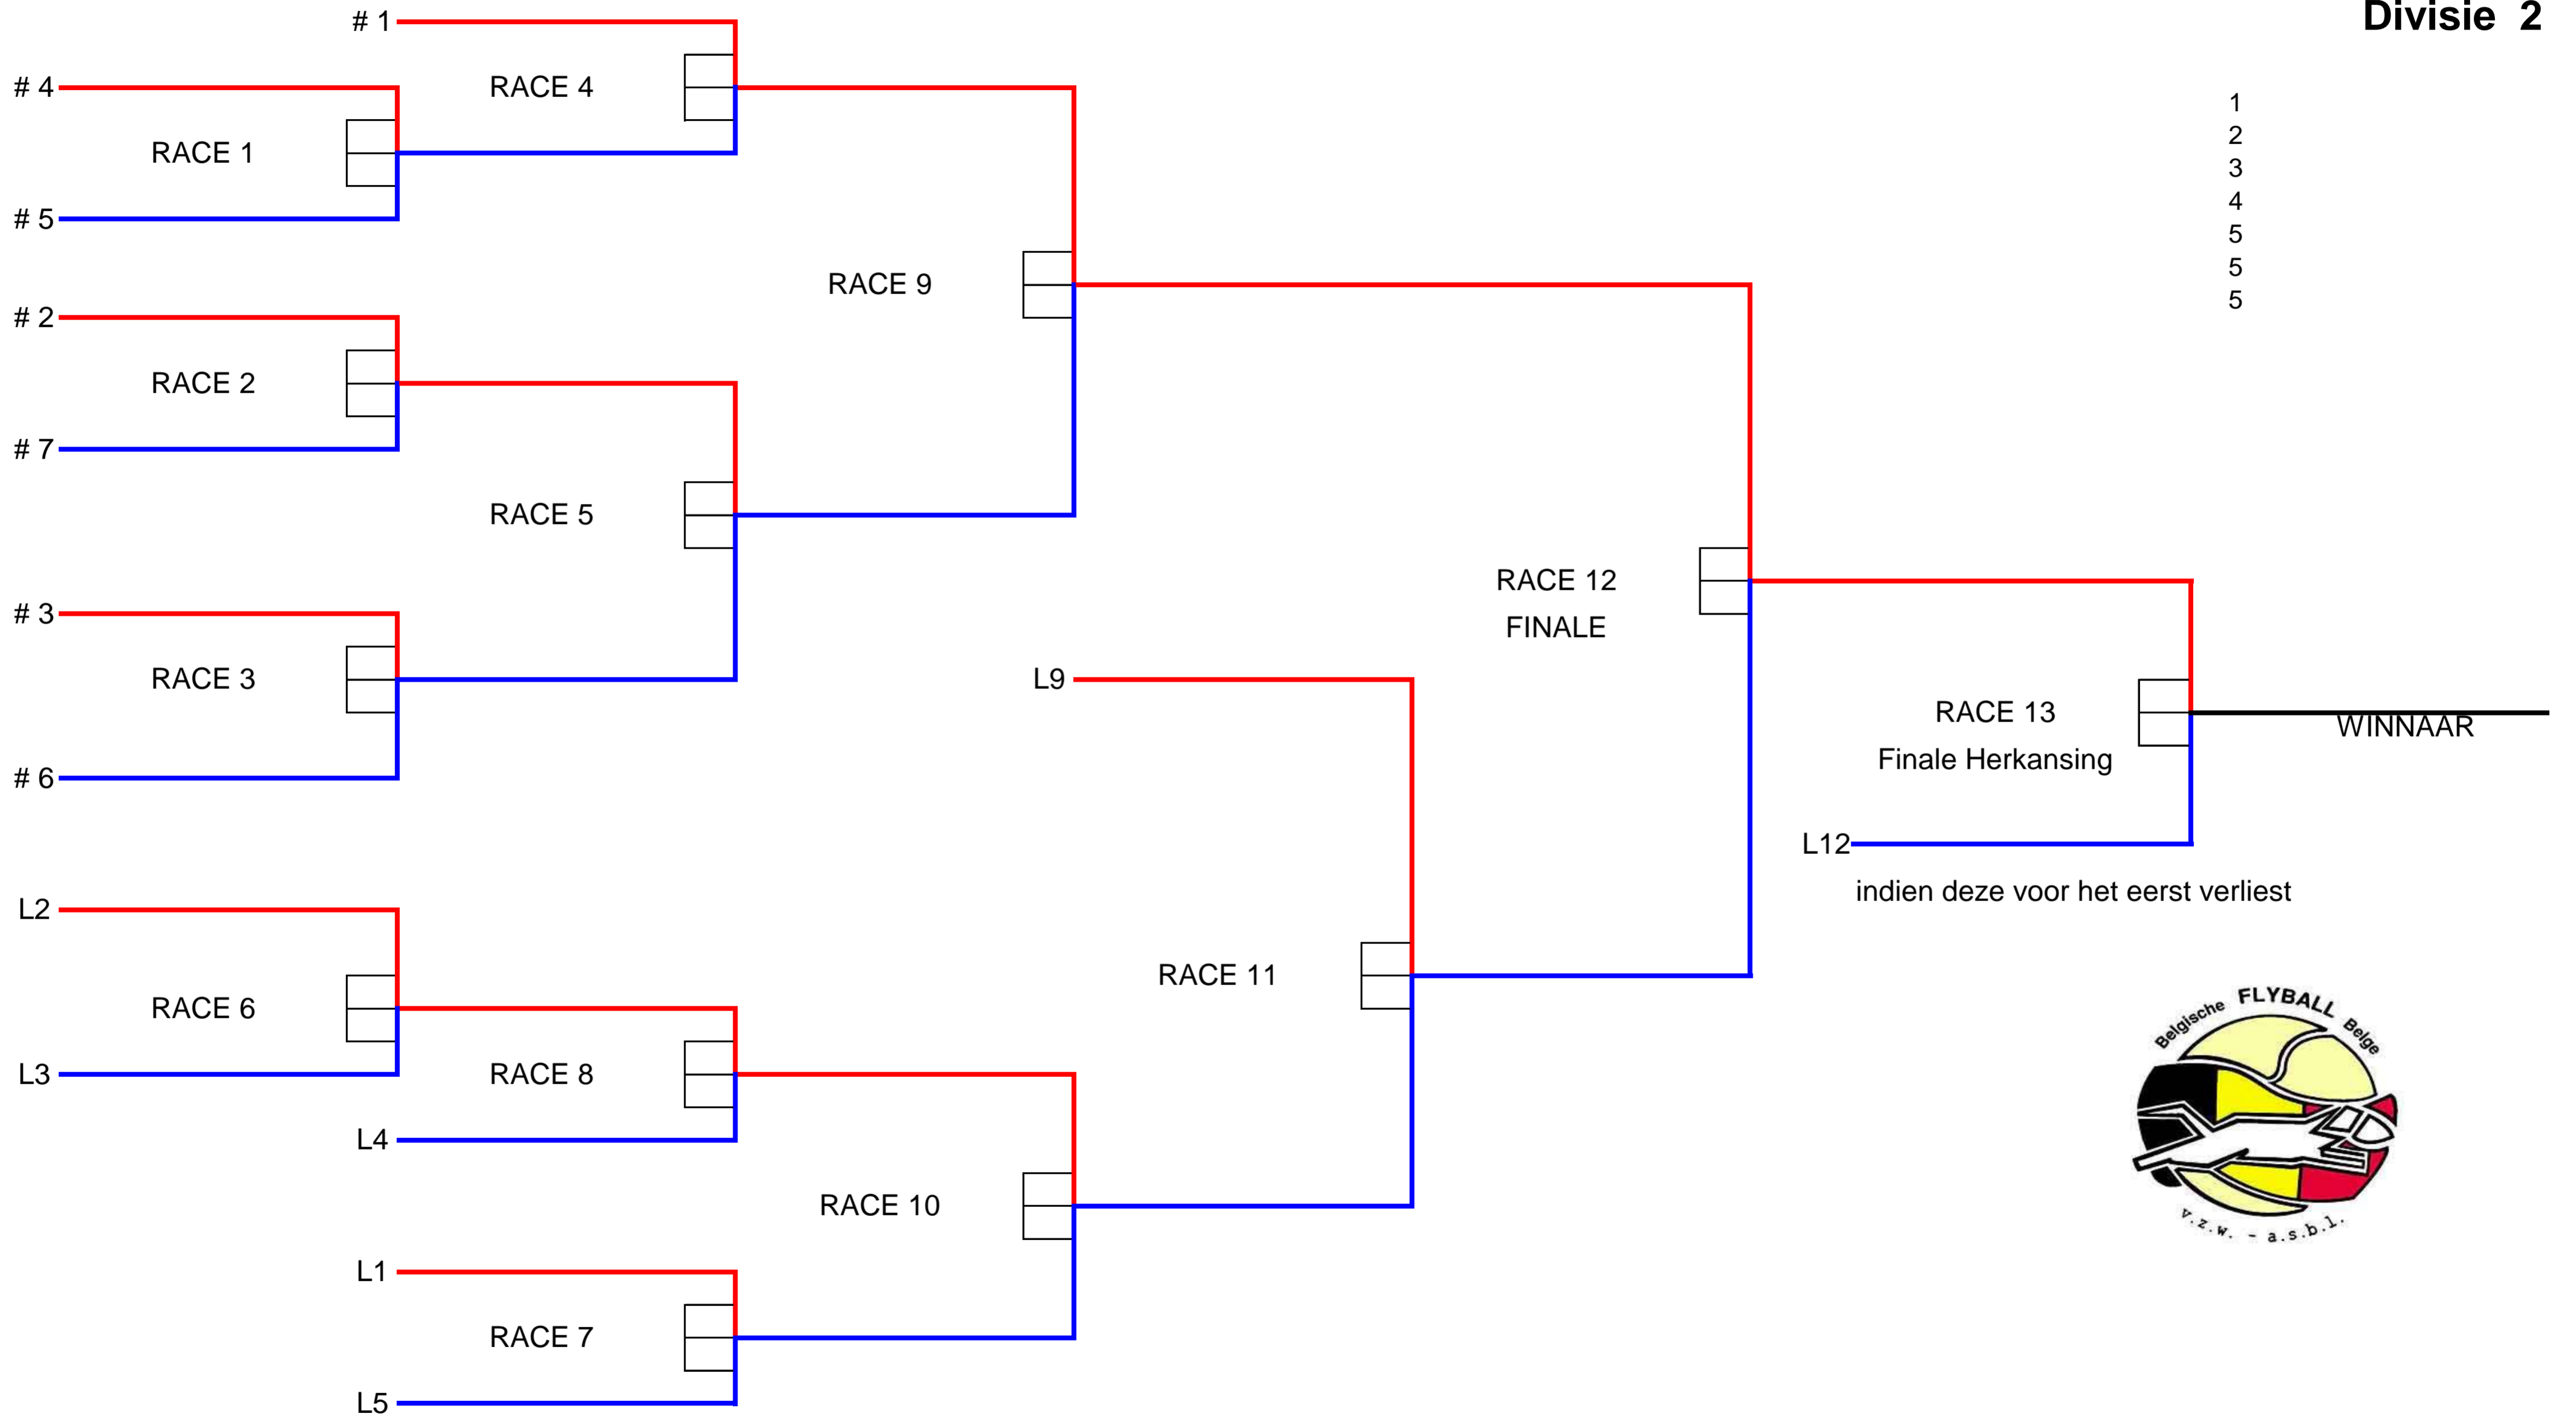 Divisie 2
# 1
# 4
RACE 4
1
2
RACE 1
3
4
# 5
5
5
RACE 9
5
# 2
RACE 2
# 7
RACE 5
RACE 12
# 3
FINALE
RACE 3
L9
RACE 13
WINNAAR
Finale Herkansing
# 6
L12
indien deze voor het eerst verliest
L2
RACE 11
RACE 6
L3
RACE 8
L4
RACE 10
L1
RACE 7
L5
Belgische FLYBALL Belge
v.z.w. - a.s.b.l.